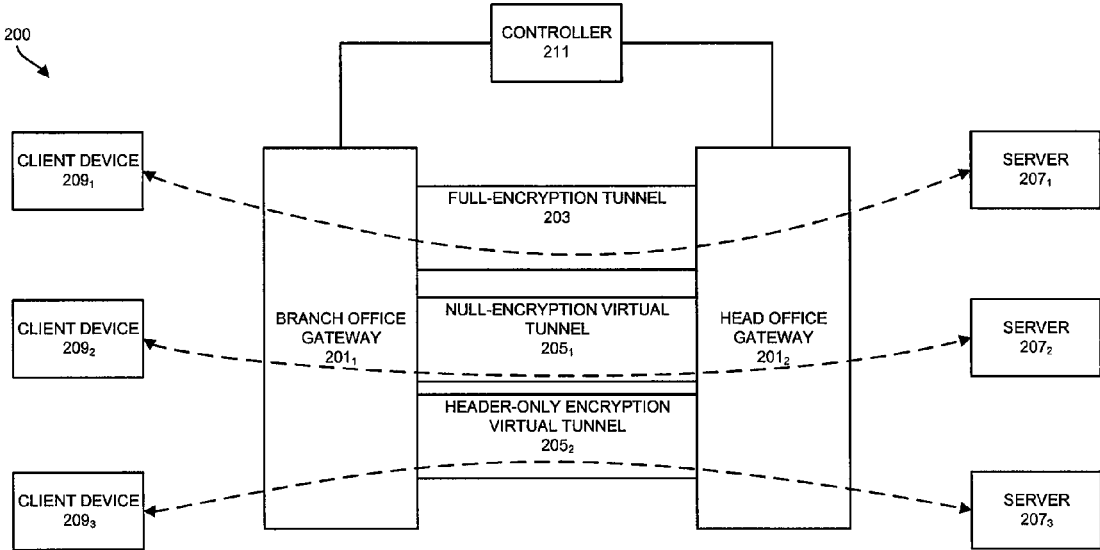 200
CONTROLLER
211
CLIENT DEVICE
209₁
SERVER
207₁
FULL-ENCRYPTION TUNNEL
203
CLIENT DEVICE
209₂
BRANCH OFFICE
GATEWAY
201₁
NULL-ENCRYPTION VIRTUAL
TUNNEL
205₁
HEAD OFFICE
GATEWAY
201₂
SERVER
207₂
HEADER-ONLY ENCRYPTION
VIRTUAL TUNNEL
205₂
CLIENT DEVICE
209₃
SERVER
207₃